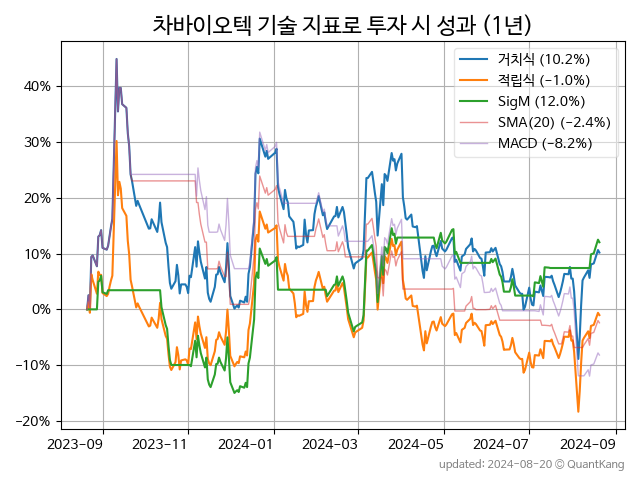 차바이오텍 기술 지표로 투자 시 성과 (1년)
거치식 (10.2%)
적립식 (−1.0%)
SigM (12.0%)
SMA(20) (−2.4%)
MACD (−8.2%)
40%
30%
20%
10%
0%
−10%
−20%
2023-09 2023-11 2024-01 2024-03 2024-05 2024-07 2024-09
updated: 2024-08-20 ⓒ QuantKang